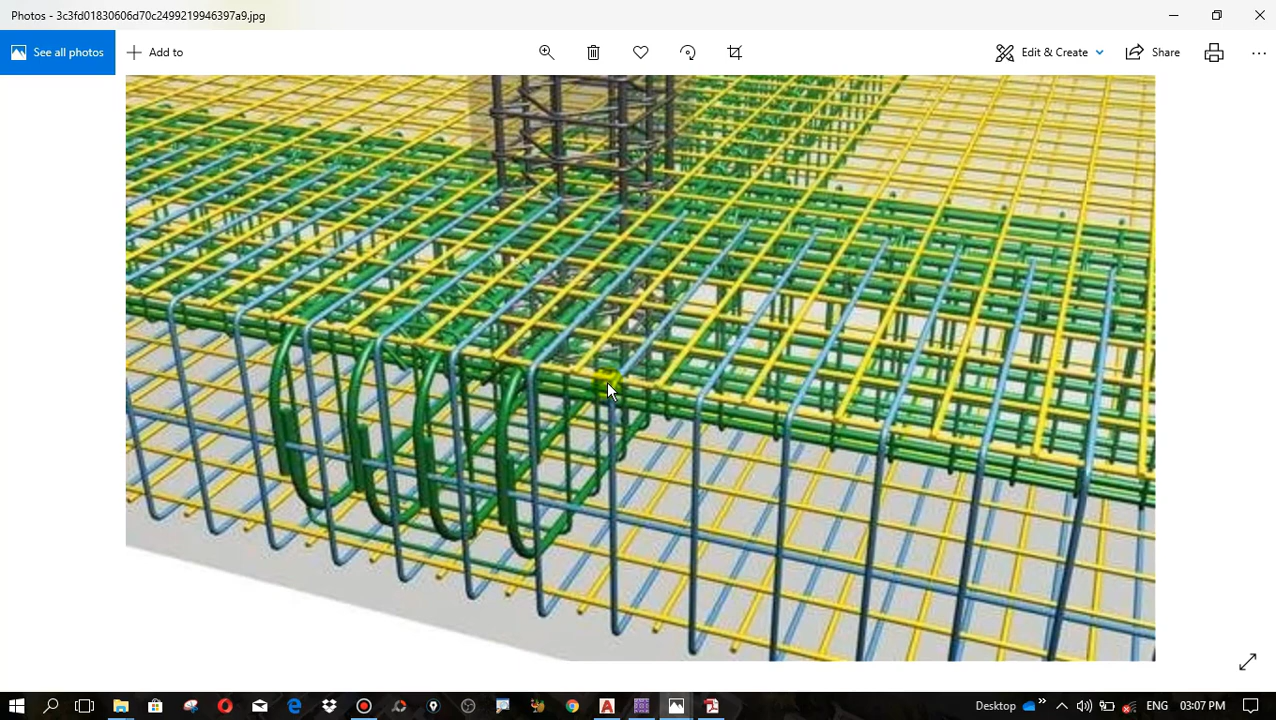 Photos - 3c3fd01830606d70c2499219946397a9.jpg
See all photos
Add to
Edit & Create
Share
Desktop
ENG
03:07 PM